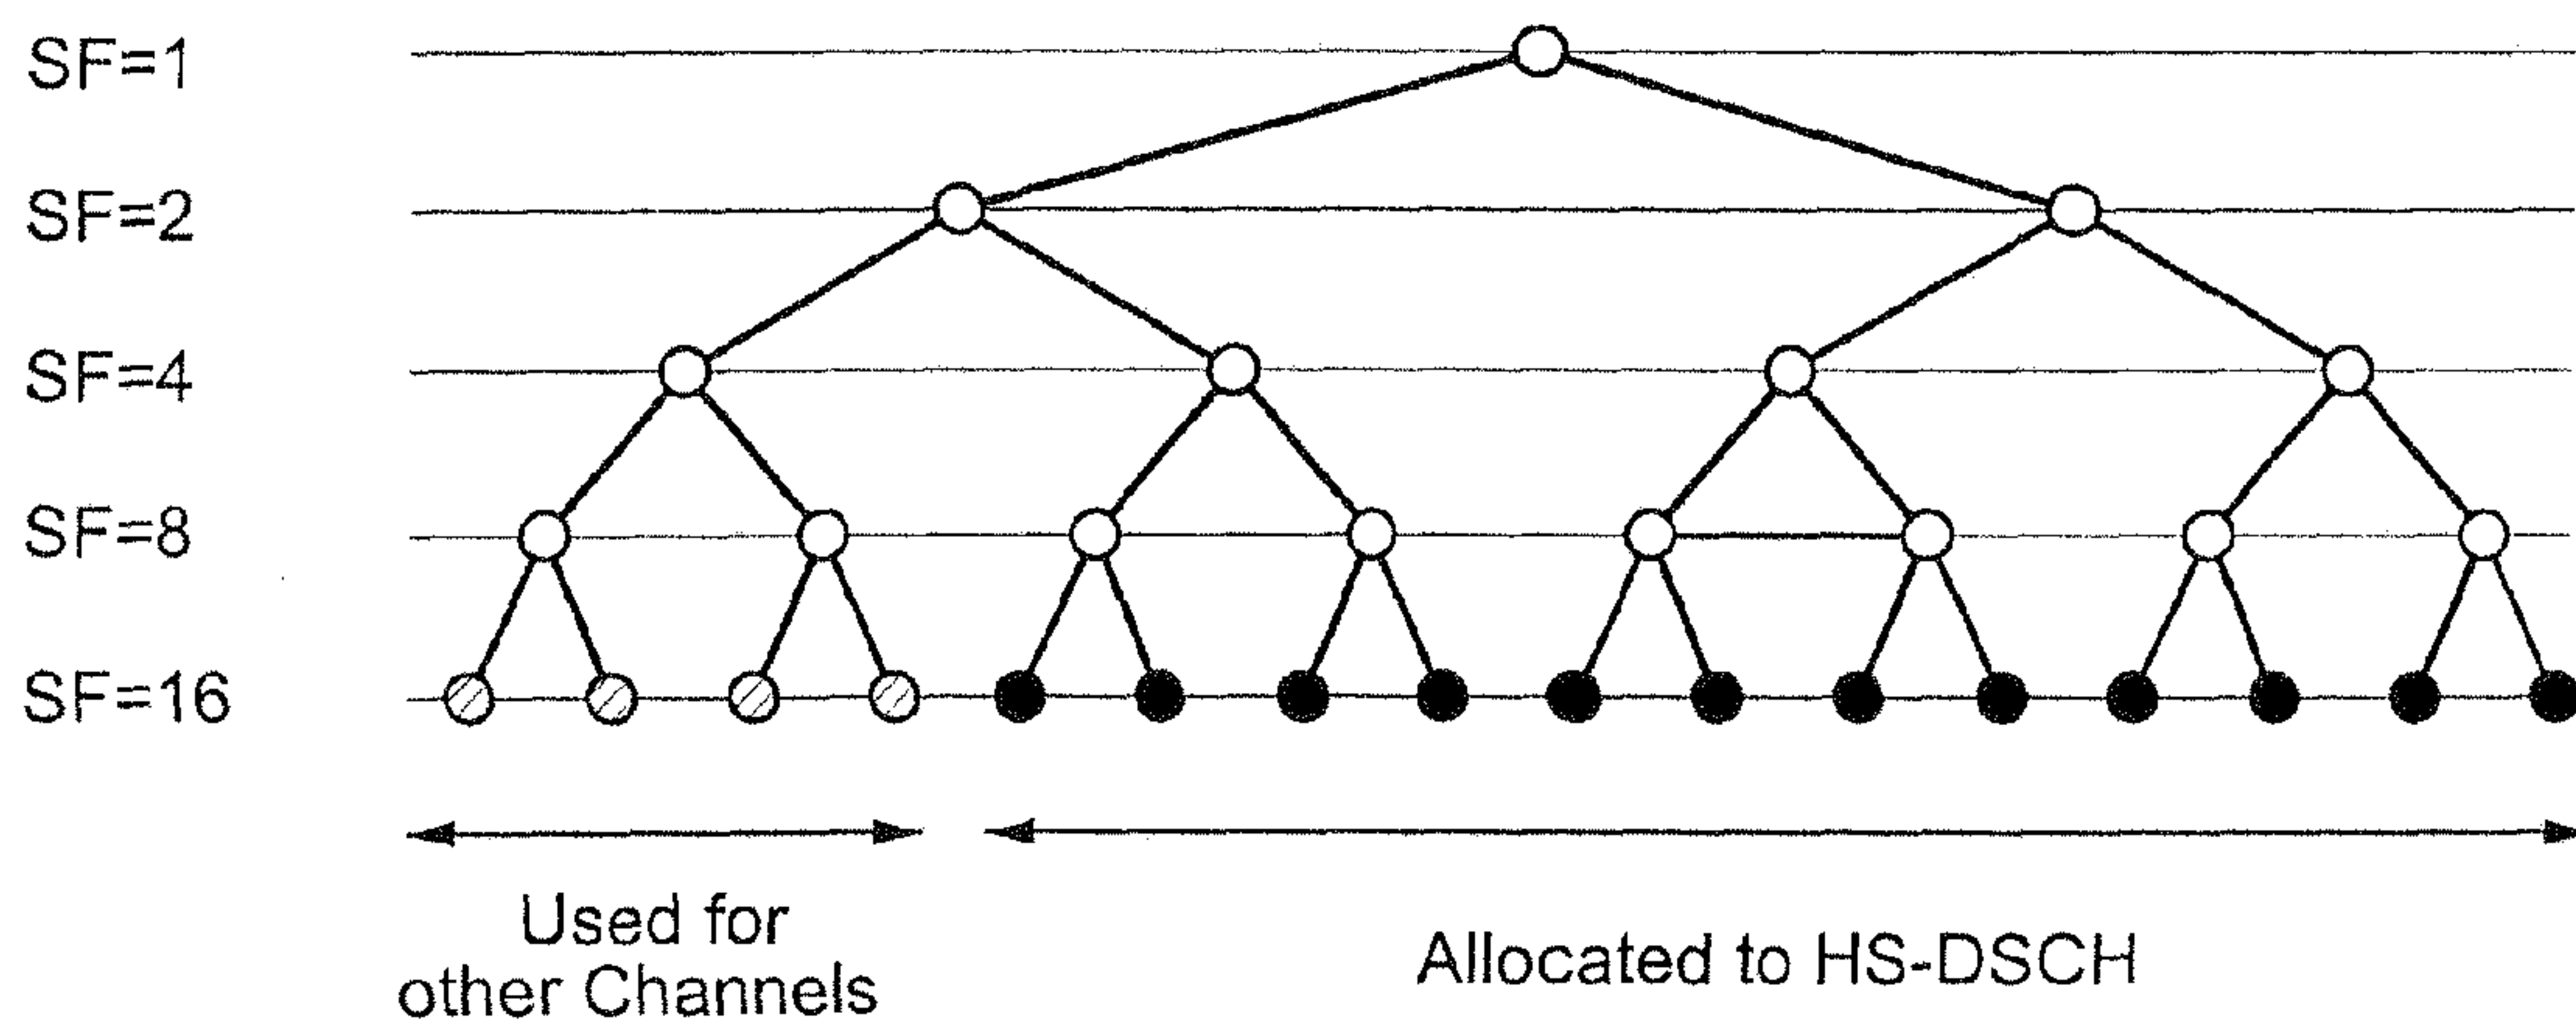 SF=1
SF=2
SF=4
SF=8
SF=16
Used for
other Channels
Allocated to HS-DSCH